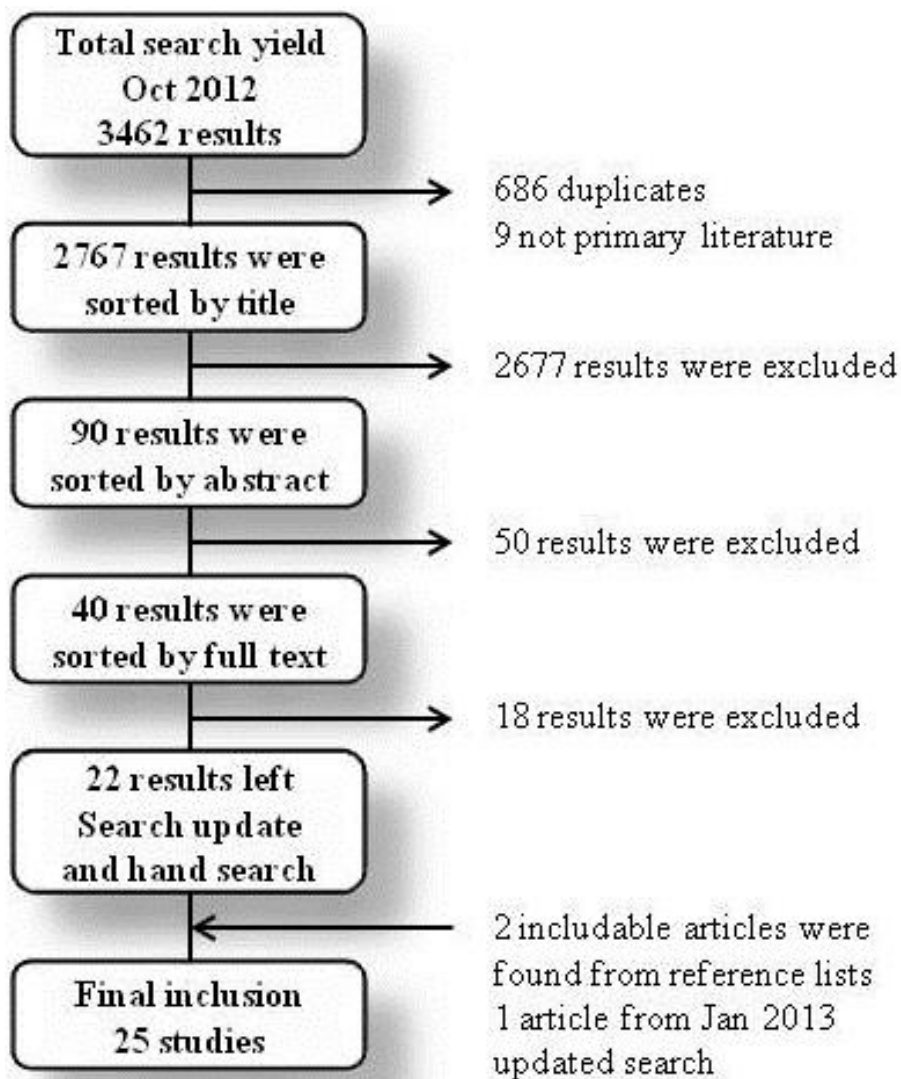 Total search yield
Oct 2012
3462 results
686 duplicates
9 not primary literature
2767 results were
sorted by title
2677 results were excluded
90 results were
sorted by abstract
50 results were excluded
40 results were
sorted by full text
18 results were excluded
22 results left
Search update
and hand search
2 includable articles were
found from reference lists
1 article from Jan 2013
updated search
Final inclusion
25 studies